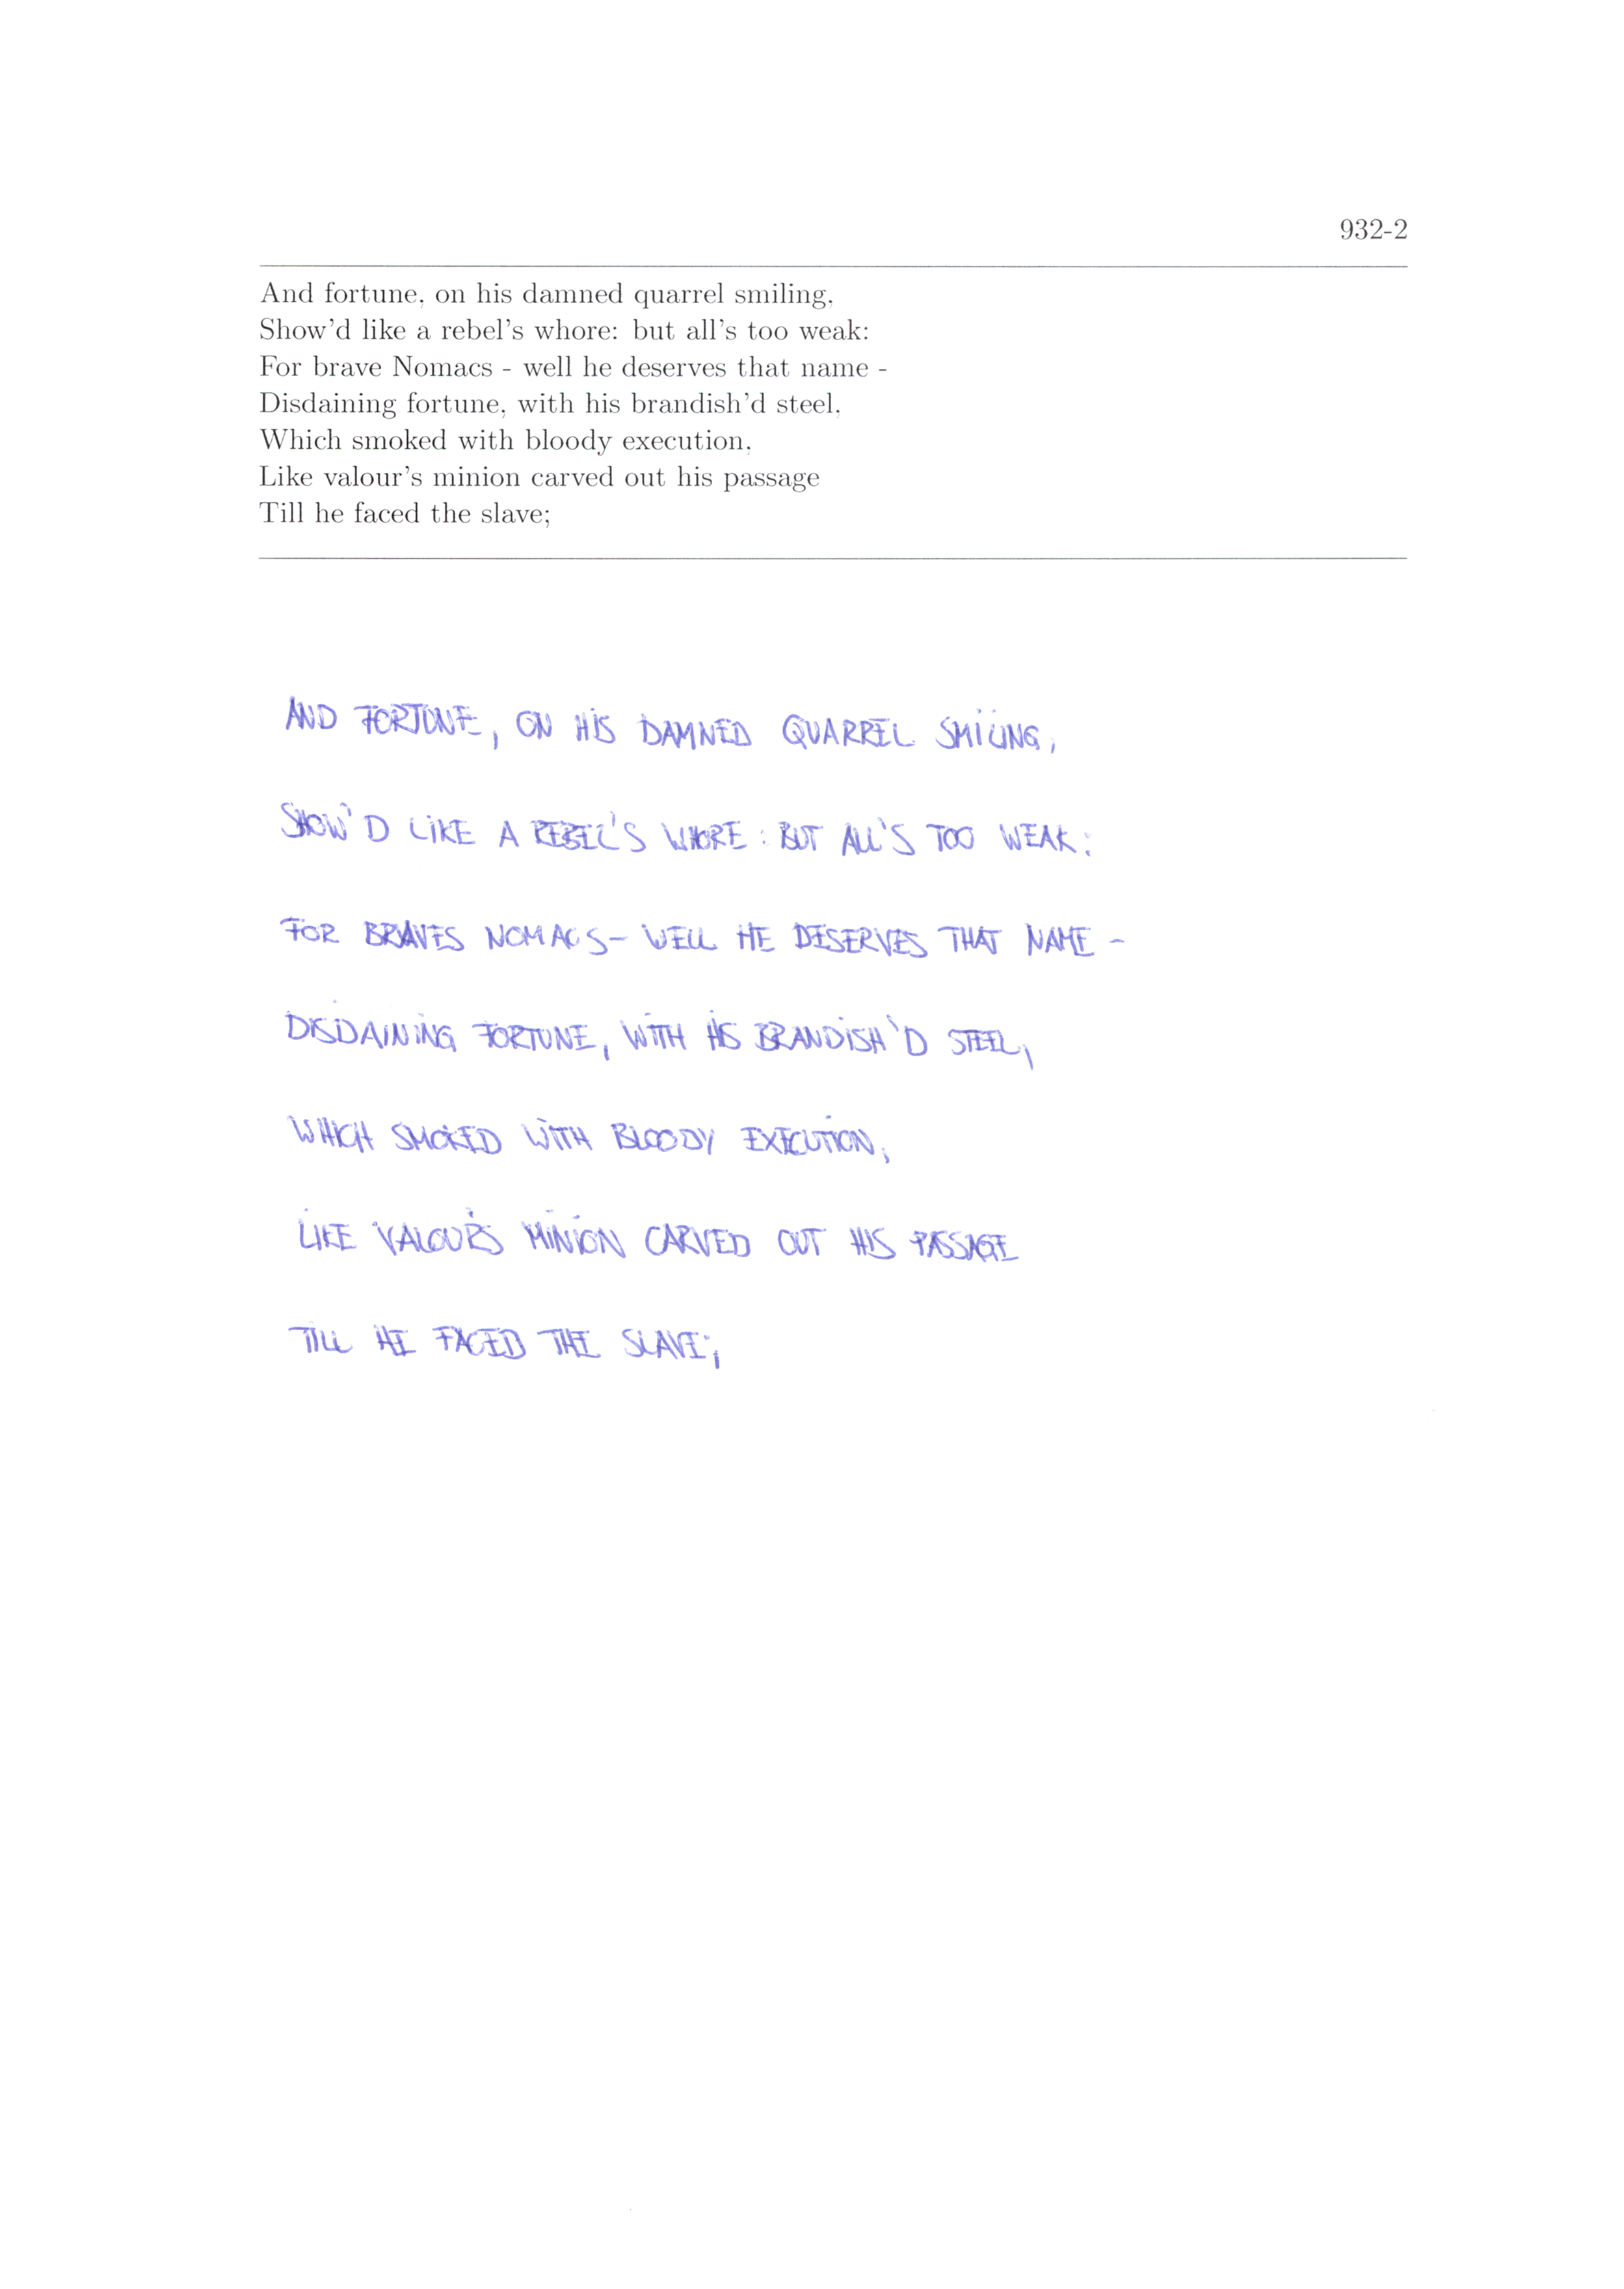 932-2
And fortune, on his damned quarrel smiling,
Show'd like a rebel's whore: but all's too weak:
For brave Nomacs - well he deserves that name -
Disdaining fortune, with his brandish'd steel,
Which smoked with bloody execution,
Like valour's minion carved out his passage
Till he faced the slave;
AND FORTUNE, ON HIS DAMNED QUARREL SMILING,
SHOW'D LIKE A REBEL'S WHORE: BUT ALL'S TOO WEAK:
FOR BRAVES NOMACS - WELL HE DESERVES THAT NAME -
DISDAINING FORTUNE, WITH HIS BRANDISH'D STEEL,
WHICH SMOKED WITH BLOODY EXECUTION,
LIKE VALOUR'S MINION CARVED OUT HIS PASSAGE
TILL HE FACED THE SLAVE;